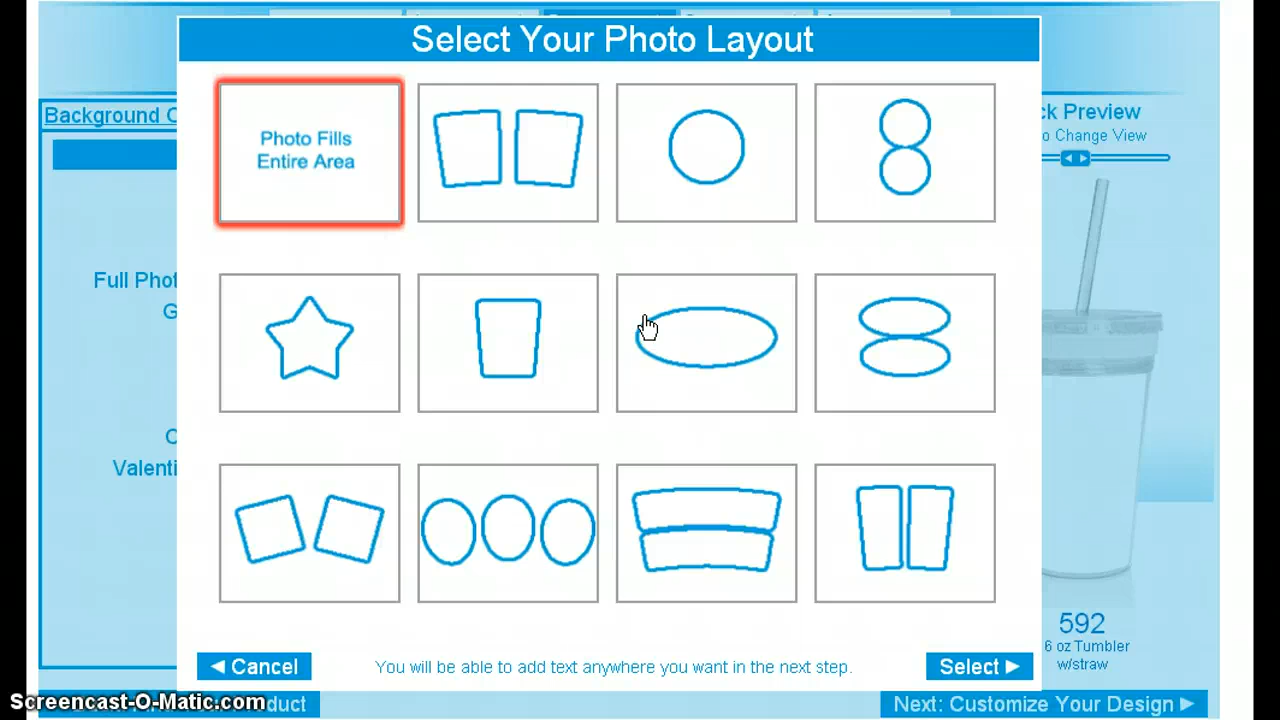 Select Your Photo Layout
Photo Fills
Entire Area
Background
ck Preview
o Change View
Full Phot
G
C
Valenti
592
6 oz Tumbler
w/straw
Cancel
You will be able to add text anywhere you want in the next step.
Select
duct
Next: Customize Your Design
Screencast-O-Matic.com